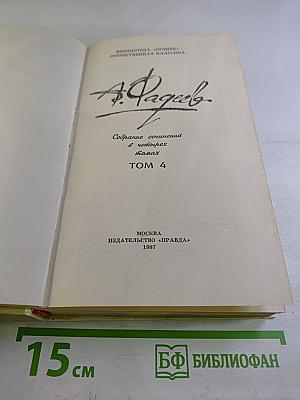 БИБЛИОТЕКА «ОГОНЕК»
ОТЕЧЕСТВЕННАЯ КЛАССИКА
А. Фадеев
Собрание сочинений
в четырех
томах
ТОМ 4
МОСКВА
ИЗДАТЕЛЬСТВО «ПРАВДА»
1987
15 см
БФ БИБЛИОФАН